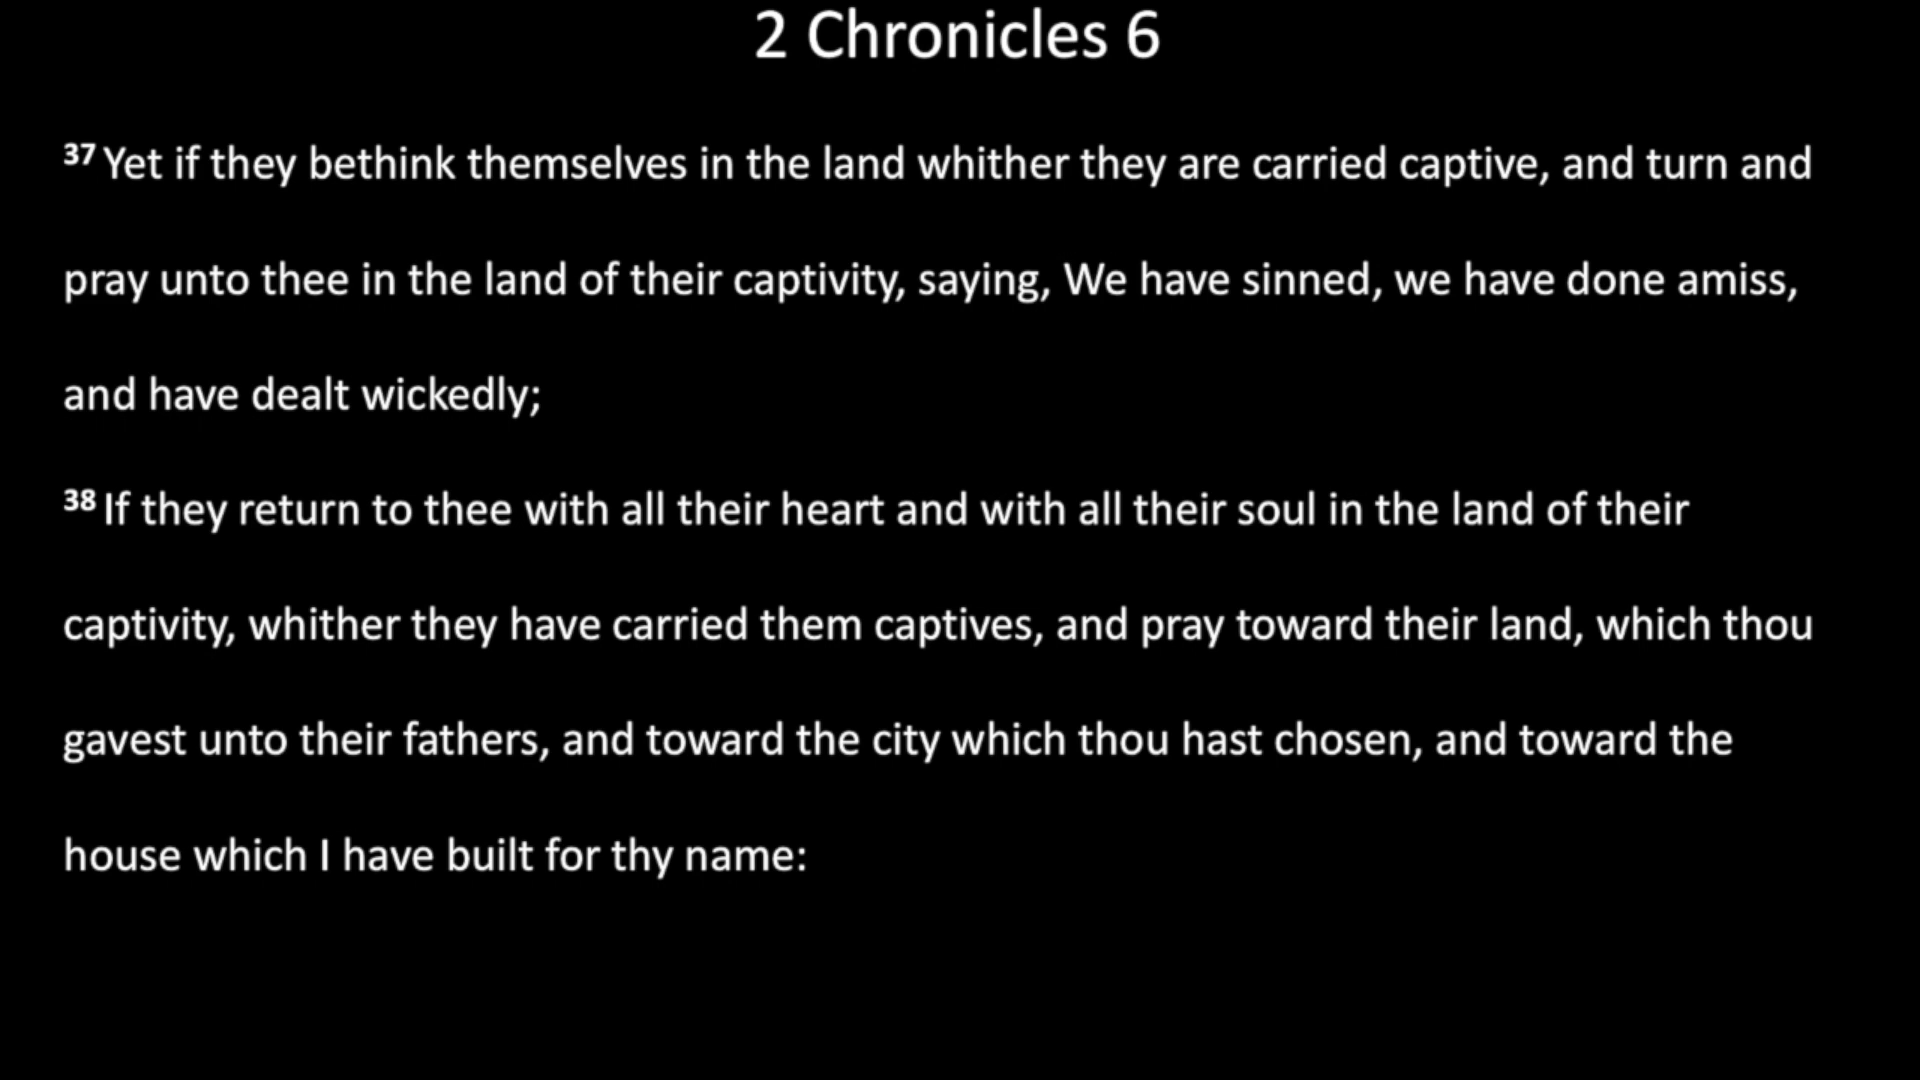 2 Chronicles 6
37 Yet if they bethink themselves in the land whither they are carried captive, and turn and
pray unto thee in the land of their captivity, saying, We have sinned, we have done amiss,
and have dealt wickedly;
38 If they return to thee with all their heart and with all their soul in the land of their
captivity, whither they have carried them captives, and pray toward their land, which thou
gavest unto their fathers, and toward the city which thou hast chosen, and toward the
house which I have built for thy name: